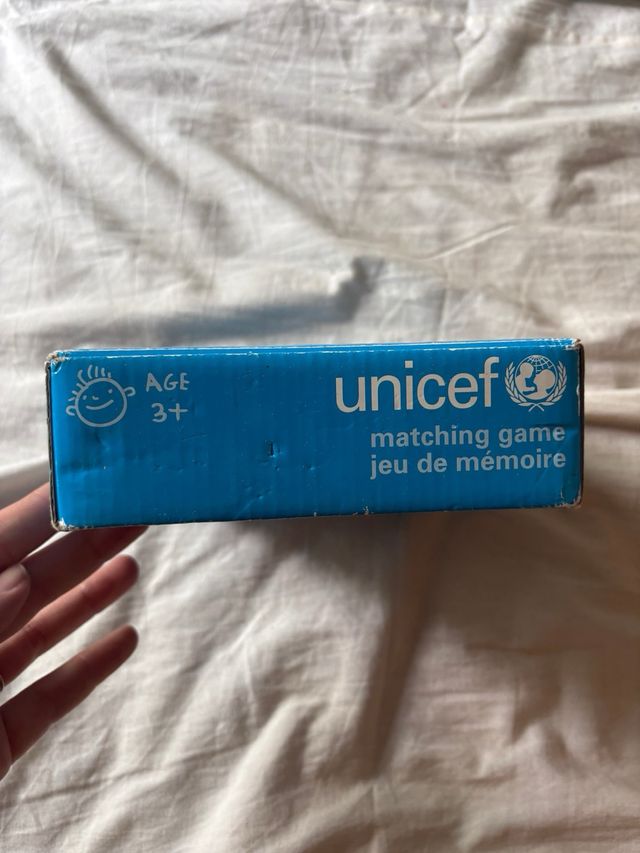 AGE
3+
unicef
matching game
jeu de mémoire